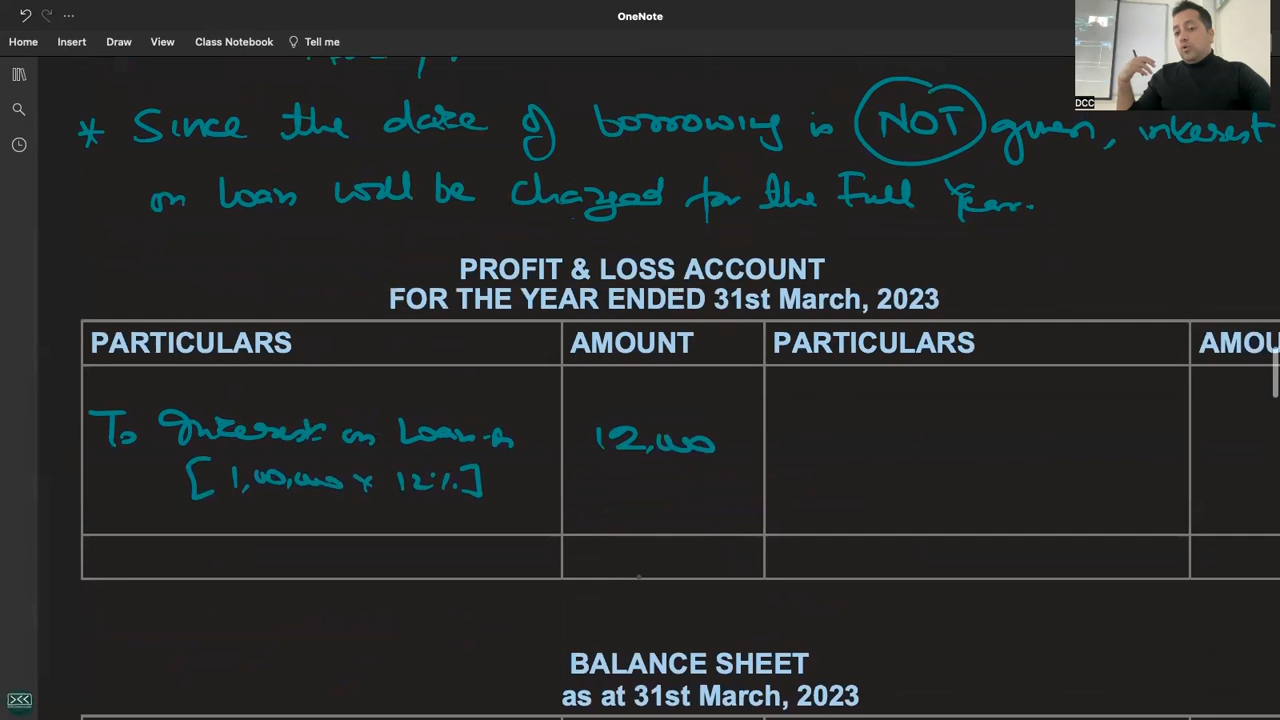 OneNote
Home Insert Draw View Class Notebook Tell me
DCC
* Since the date of borrowing is NOT given, interest
on loan will be charged for the Full Year.
PROFIT & LOSS ACCOUNT
FOR THE YEAR ENDED 31st March, 2023
PARTICULARS AMOUNT PARTICULARS AMOU
To Interest on Loan 12,000
[1,00,000 x 12%]
BALANCE SHEET
as at 31st March, 2023